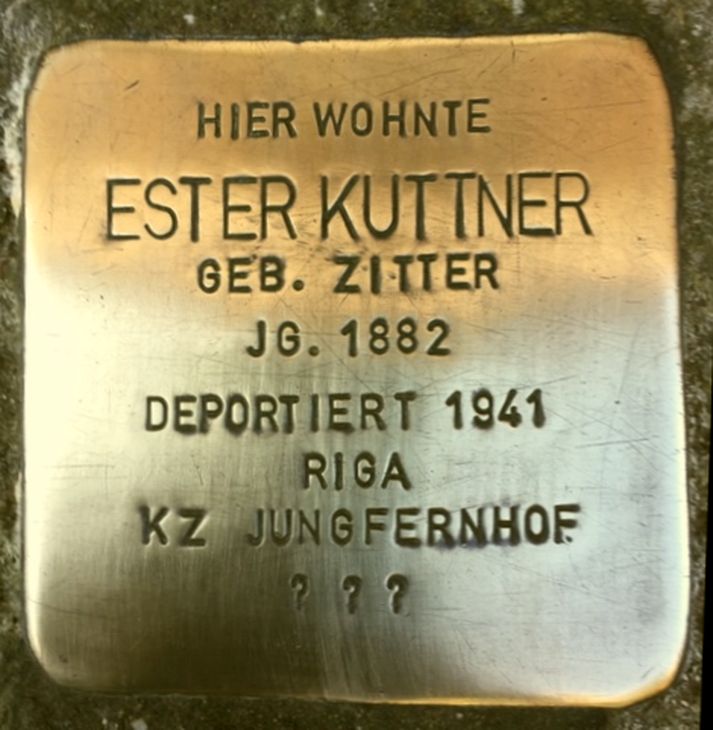 HIER WOHNTE
ESTER KUTTNER
GEB. ZITTER
JG. 1882
DEPORTIERT 1941
RIGA
KZ JUNGFERNHOF
? ? ?